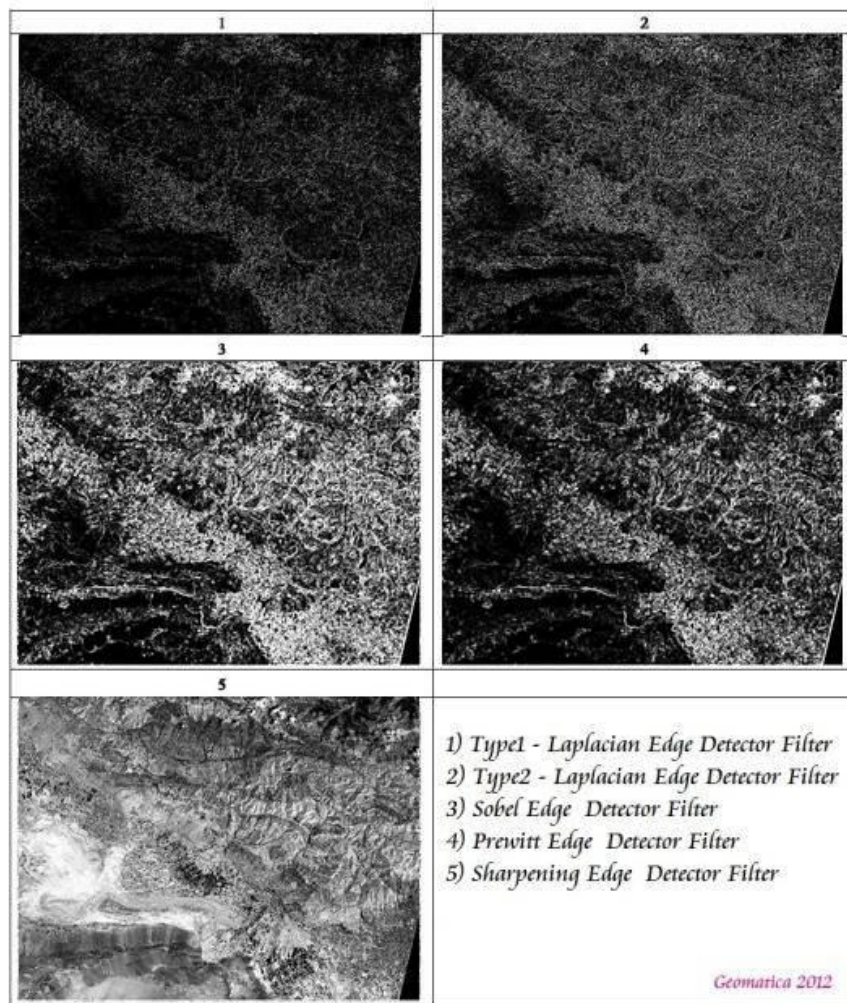 1
2
3
4
5
1) Type1 - Laplacian Edge Detector Filter
2) Type2 - Laplacian Edge Detector Filter
3) Sobel Edge Detector Filter
4) Prewitt Edge Detector Filter
5) Sharpening Edge Detector Filter
Geomatica 2012